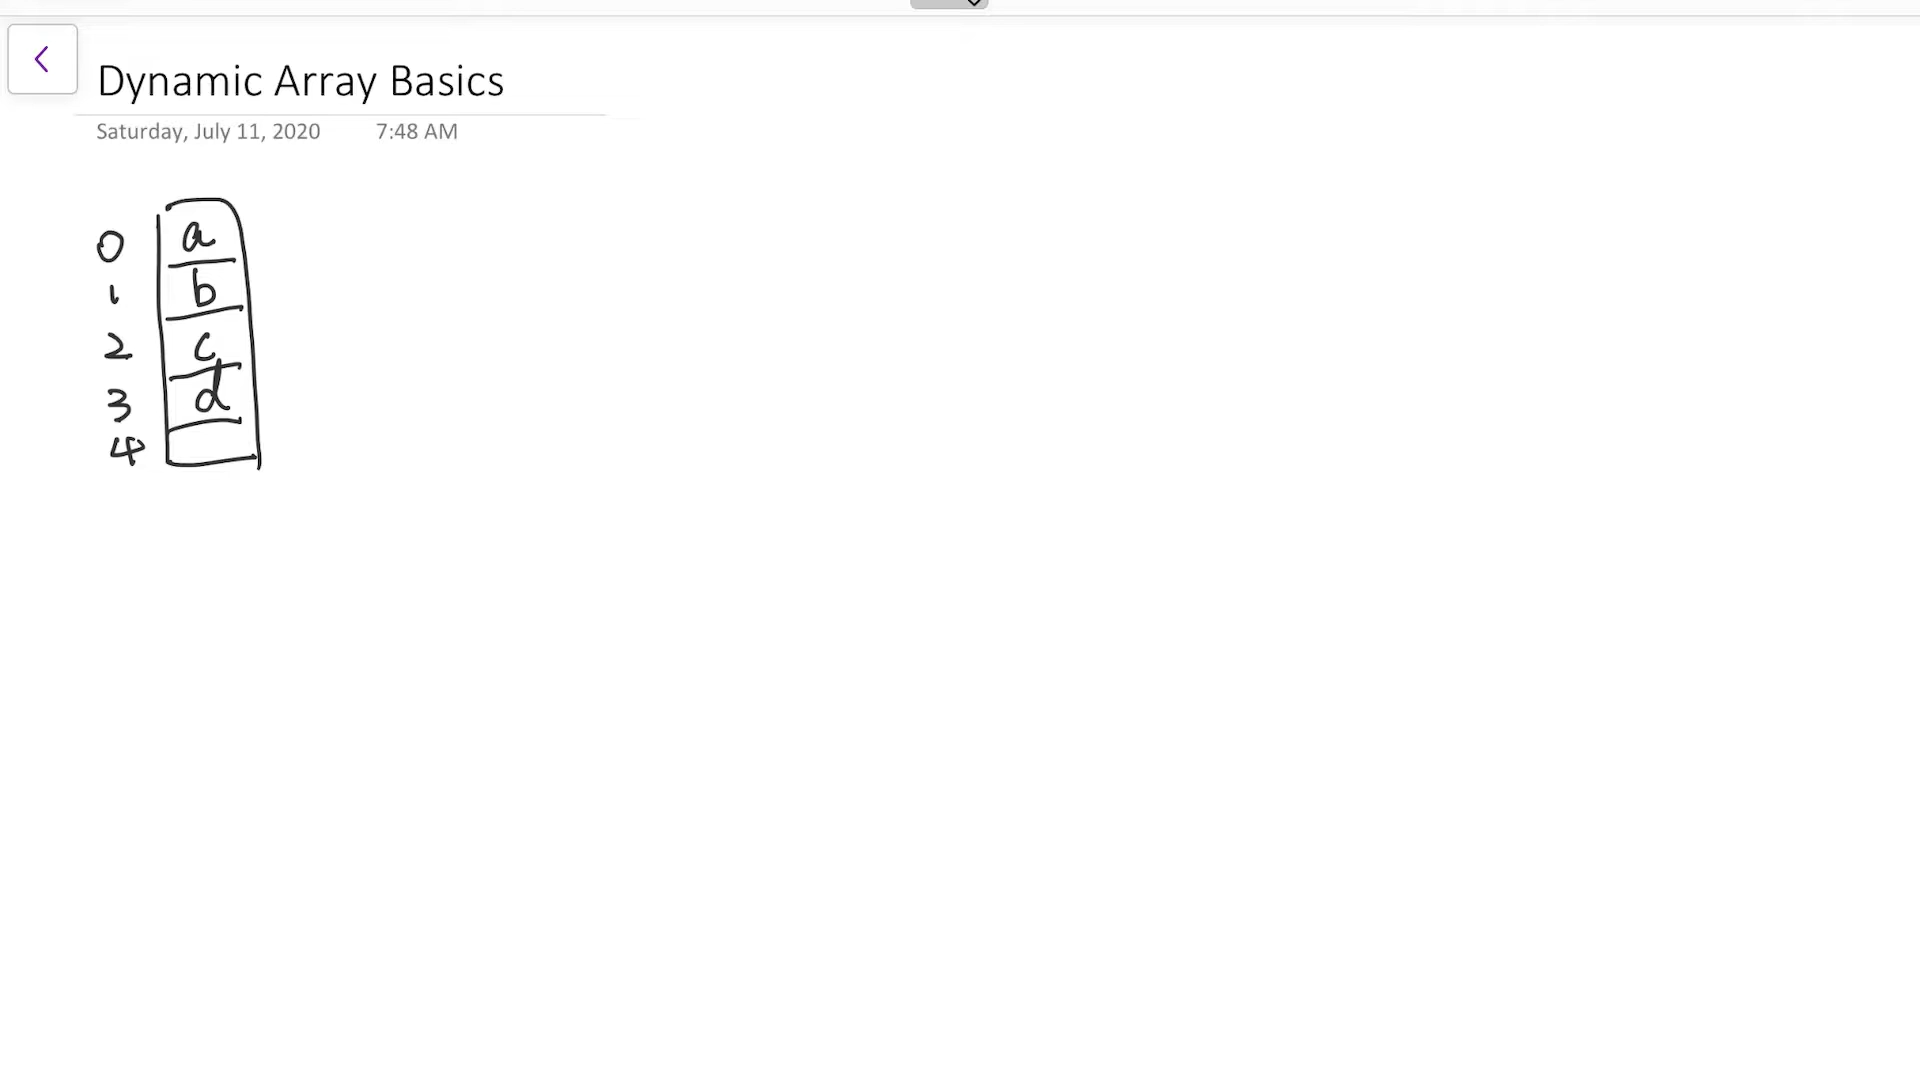 Dynamic Array Basics
Saturday, July 11, 2020 7:48 AM
0 a
1 b
2 c
3 d
4